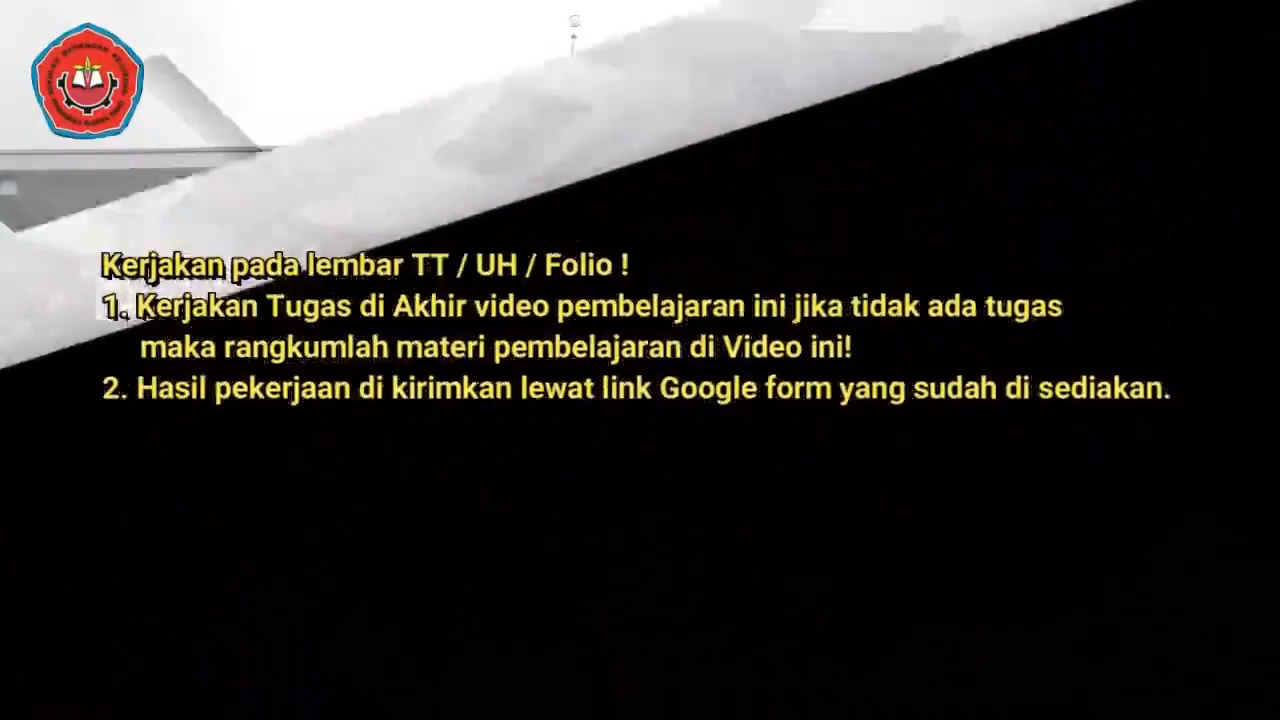 Kerjakan pada lembar TT / UH / Folio !
1. Kerjakan Tugas di Akhir video pembelajaran ini jika tidak ada tugas
maka rangkumlah materi pembelajaran di Video ini!
2. Hasil pekerjaan di kirimkan lewat link Google form yang sudah di sediakan.